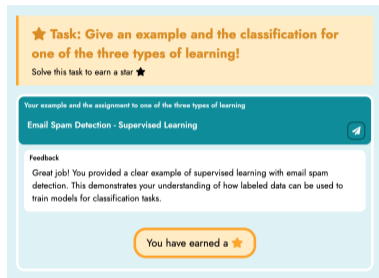 Task: Give an example and the classification for
one of the three types of learning!
Solve this task to earn a star
Your example and the assignment to one of the three types of learning
Email Spam Detection - Supervised Learning
Feedback
Great job! You provided a clear example of supervised learning with email spam
detection. This demonstrates your understanding of how labeled data can be used to
train models for classification tasks.
You have earned a